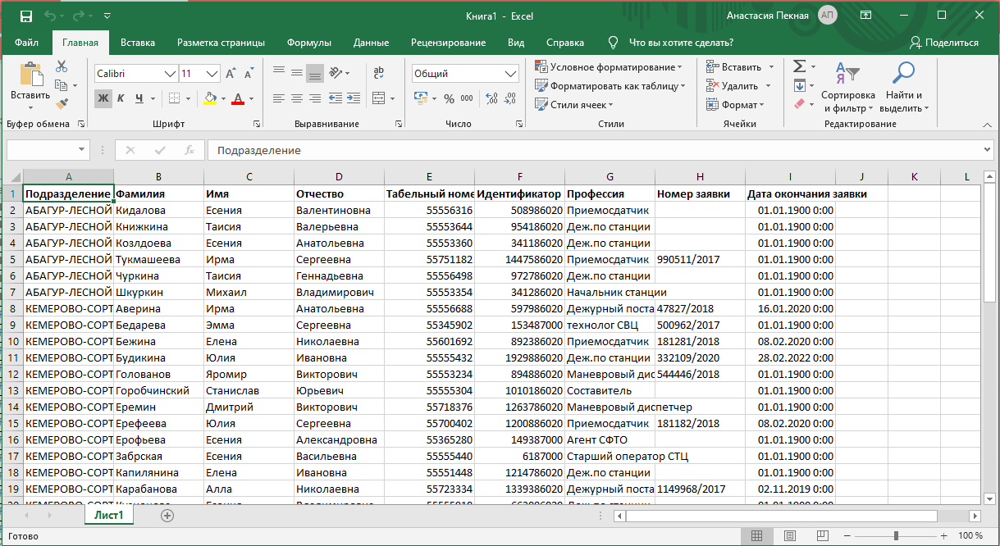 Книга1 - Excel
Анастасия Пекная АП
Файл Главная Вставка Разметка страницы Формулы Данные Рецензирование Вид Справка Что вы хотите сделать? Поделиться
Вставить
Calibri 11
Ж К Ч
ab
c
Общий
% 000
Условное форматирование
Форматировать как таблицу
Стили ячеек
Вставить
Удалить
Формат
Сортировка и фильтр
Найти и выделить
Буфер обмена Шрифт Выравнивание Число Стили Ячейки Редактирование
fx Подразделение
A B C D E F G H I J K L
1 Подразделение Фамилия Имя Отчество Табельный номе Идентификатор Профессия Номер заявки Дата окончания заявки
2 АБАГУР-ЛЕСНОЙ Кидалова Есения Валентиновна 55556316 508986020 Приемосдатчик 01.01.1900 0:00
3 АБАГУР-ЛЕСНОЙ Книжкина Таисия Валерьевна 55553644 954186020 Деж.по станции 01.01.1900 0:00
4 АБАГУР-ЛЕСНОЙ Козлдоева Есения Анатольевна 55553360 341186020 Деж.по станции 01.01.1900 0:00
5 АБАГУР-ЛЕСНОЙ Тукмашеева Ирма Сергеевна 55751182 1447586020 Приемосдатчик 990511/2017 01.01.1900 0:00
6 АБАГУР-ЛЕСНОЙ Чуркина Таисия Геннадьевна 55556498 972786020 Деж.по станции 01.01.1900 0:00
7 АБАГУР-ЛЕСНОЙ Шкуркин Михаил Владимирович 55553354 341286020 Начальник станции 01.01.1900 0:00
8 КЕМЕРОВО-СОРТ Аверина Ирма Анатольевна 55556688 597986020 Дежурный поста 47827/2018 16.01.2020 0:00
9 КЕМЕРОВО-СОРТ Бедарева Эмма Сергеевна 55345902 153487000 технолог СВЦ 500962/2017 01.01.1900 0:00
10 КЕМЕРОВО-СОРТ Бежина Елена Николаевна 55601692 892386020 Приемосдатчик 181281/2018 08.02.2020 0:00
11 КЕМЕРОВО-СОРТ Будикина Юлия Ивановна 55555432 1929886020 Деж.по станции 332109/2020 28.02.2022 0:00
12 КЕМЕРОВО-СОРТ Голованов Яромир Викторович 55553234 894886020 Маневровый дис 544446/2018 01.01.1900 0:00
13 КЕМЕРОВО-СОРТ Горобчинский Станислав Юрьевич 55555304 1010186020 Составитель 01.01.1900 0:00
14 КЕМЕРОВО-СОРТ Еремин Дмитрий Викторович 55718376 1263786020 Маневровый диспетчер 01.01.1900 0:00
15 КЕМЕРОВО-СОРТ Ерефеева Юлия Сергеевна 55700402 1200886020 Приемосдатчик 181182/2018 08.02.2020 0:00
16 КЕМЕРОВО-СОРТ Ерофьева Есения Александровна 55365280 149387000 Агент СФТО 01.01.1900 0:00
17 КЕМЕРОВО-СОРТ Забрская Есения Васильевна 55555440 6187000 Старший оператор СТЦ 01.01.1900 0:00
18 КЕМЕРОВО-СОРТ Капилянина Елена Ивановна 55551448 1214786020 Деж.по станции 01.01.1900 0:00
19 КЕМЕРОВО-СОРТ Карабанова Алла Николаевна 55723334 1339386020 Дежурный поста 1149968/2017 02.11.2019 0:00
Лист1
Готово 100 %